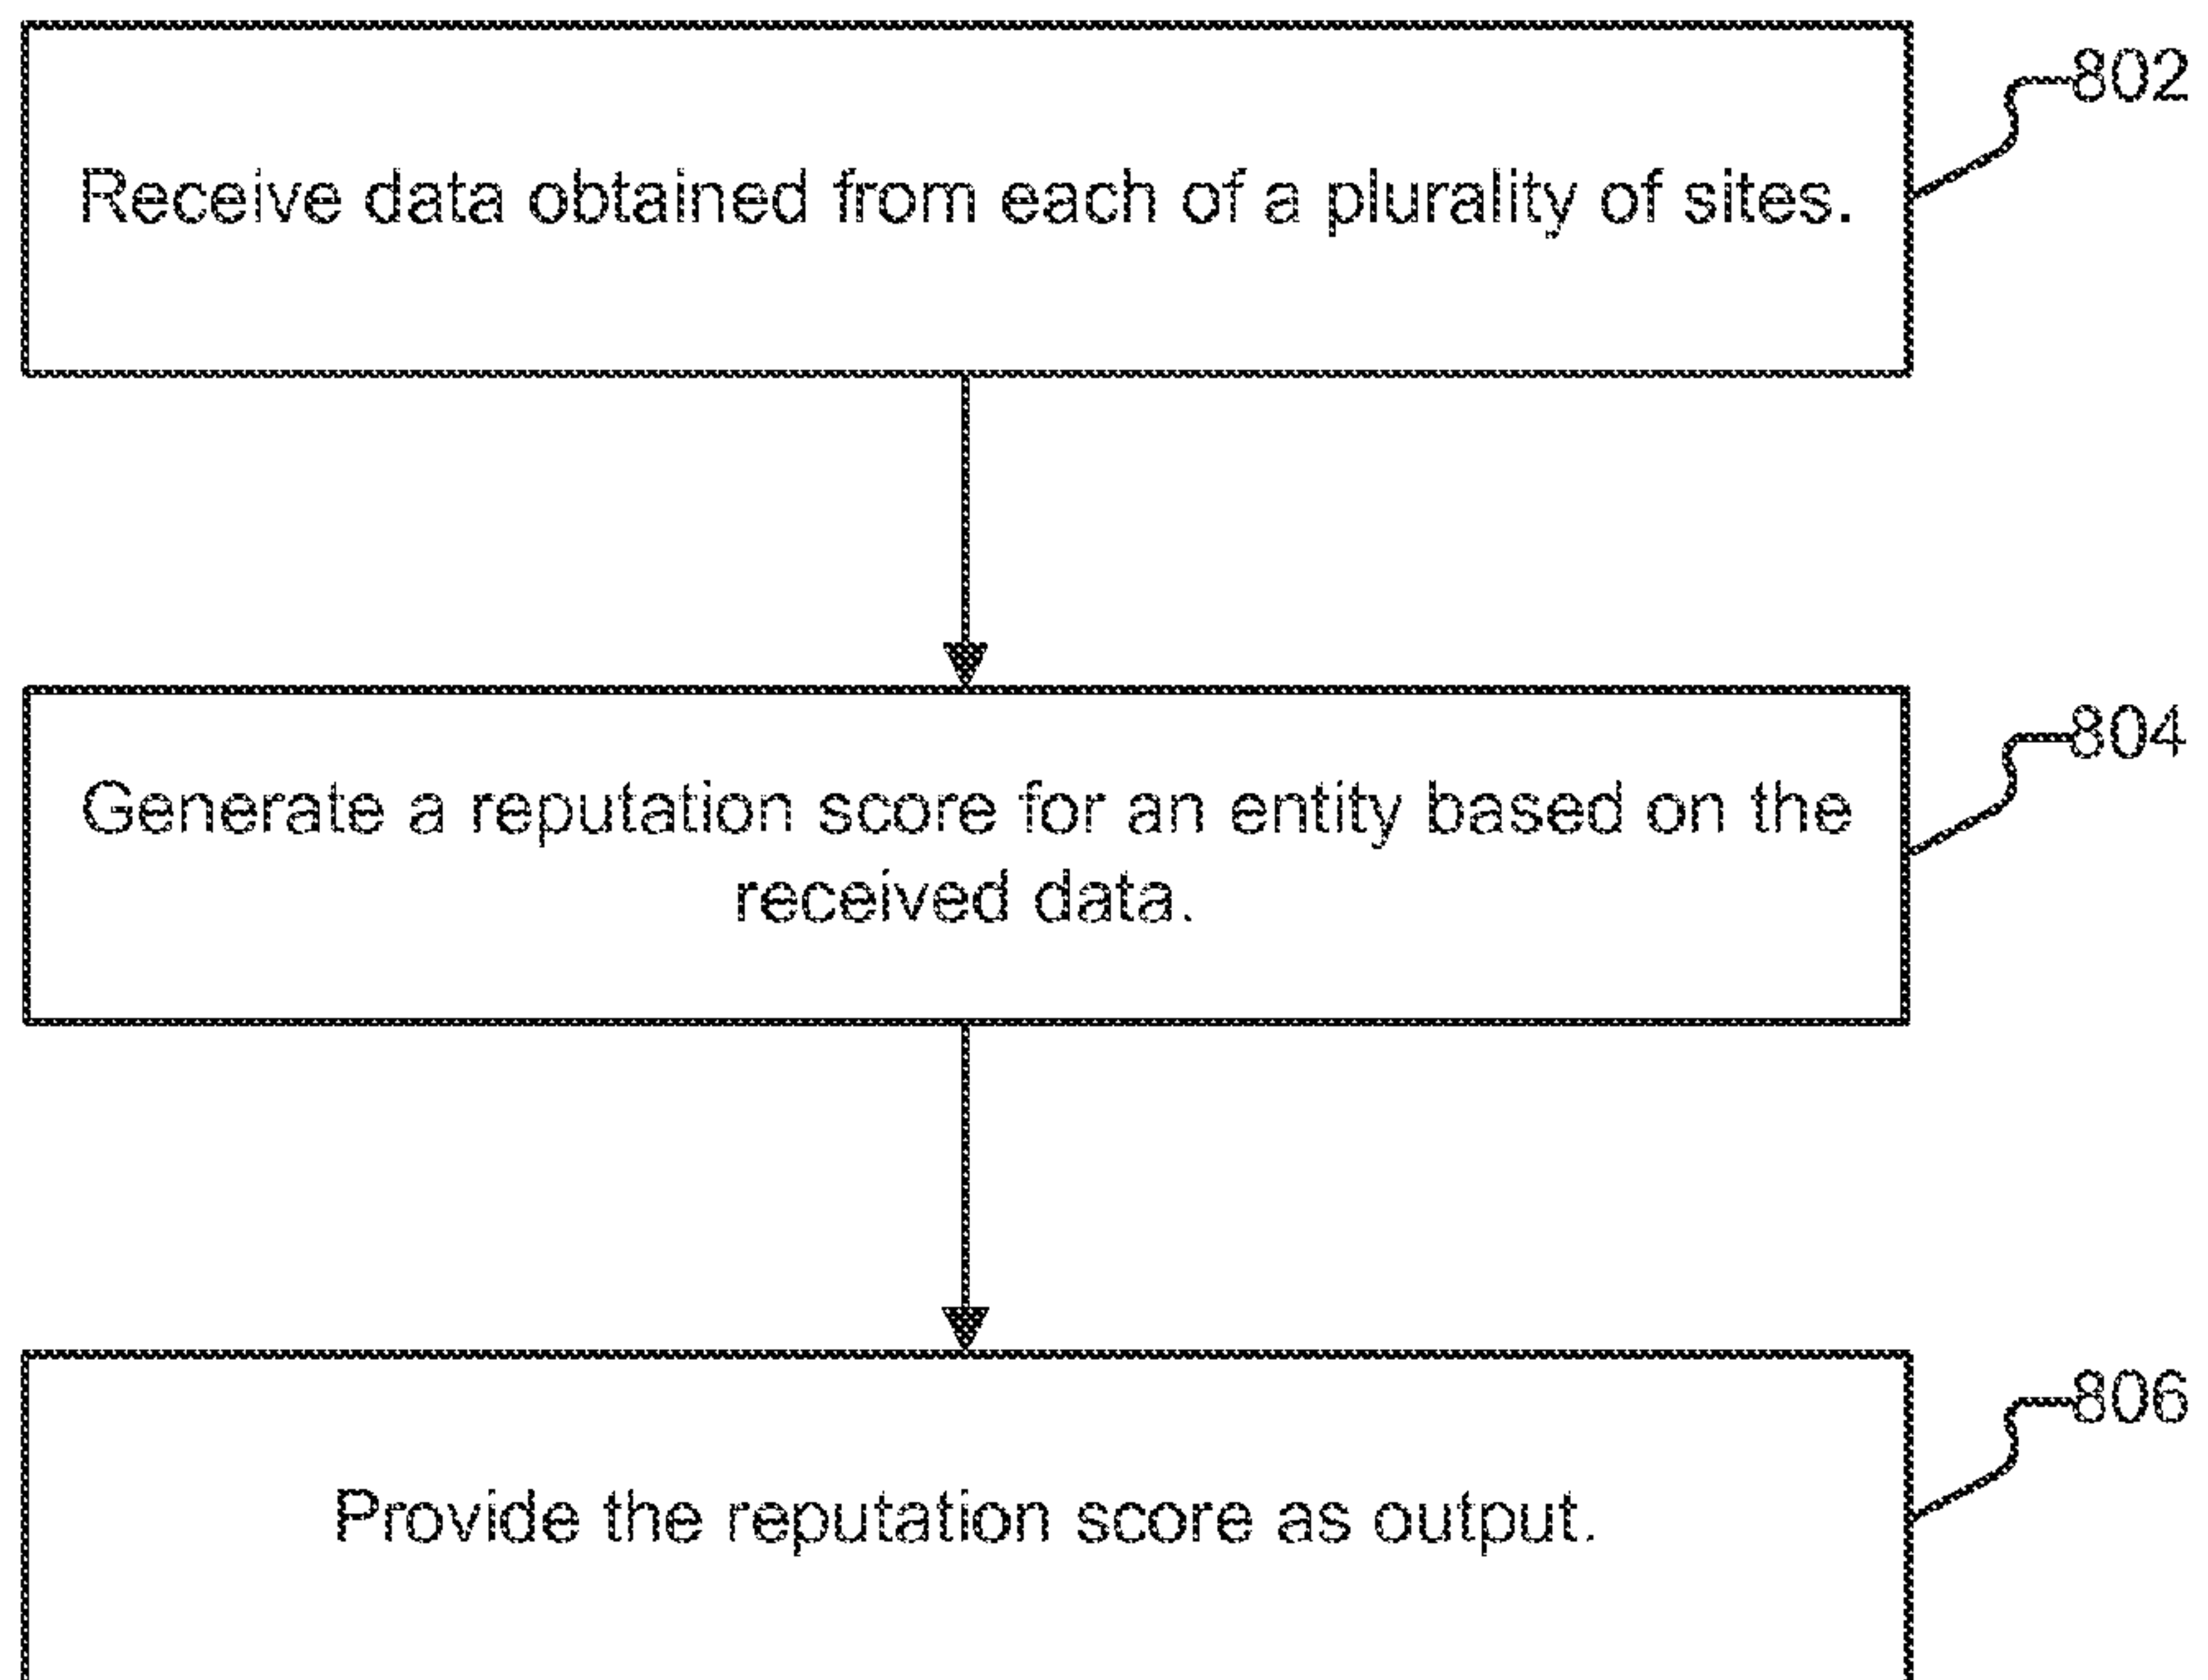 802
Receive data obtained from each of a plurality of sites.
804
Generate a reputation score for an entity based on the
received data.
806
Provide the reputation score as output.